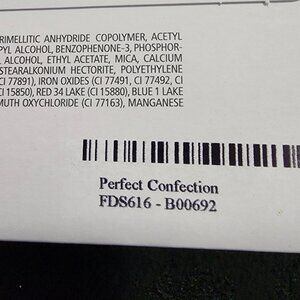 RIMELLITIC ANHYDRIDE COPOLYMER, ACETYL
PYL ALCOHOL, BENZOPHENONE-3, PHOSPHOR-
ALCOHOL, ETHYL ACETATE, MICA, CALCIUM
STEARALKONIUM HECTORITE, POLYETHYLENE
CI 77891), IRON OXIDES (CI 77491, CI 77492, CI
CI 15850), RED 34 LAKE (CI 15880), BLUE 1 LAKE
MUTH OXYCHLORIDE (CI 77163), MANGANESE
Perfect Confection
FDS616 - B00692